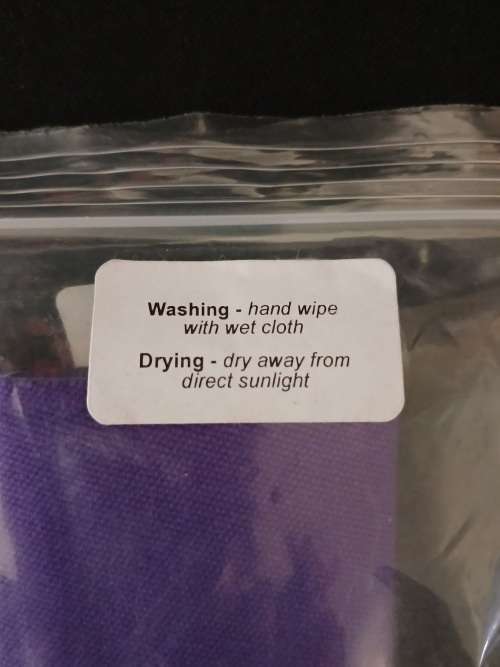 Washing - hand wipe
with wet cloth
Drying - dry away from
direct sunlight